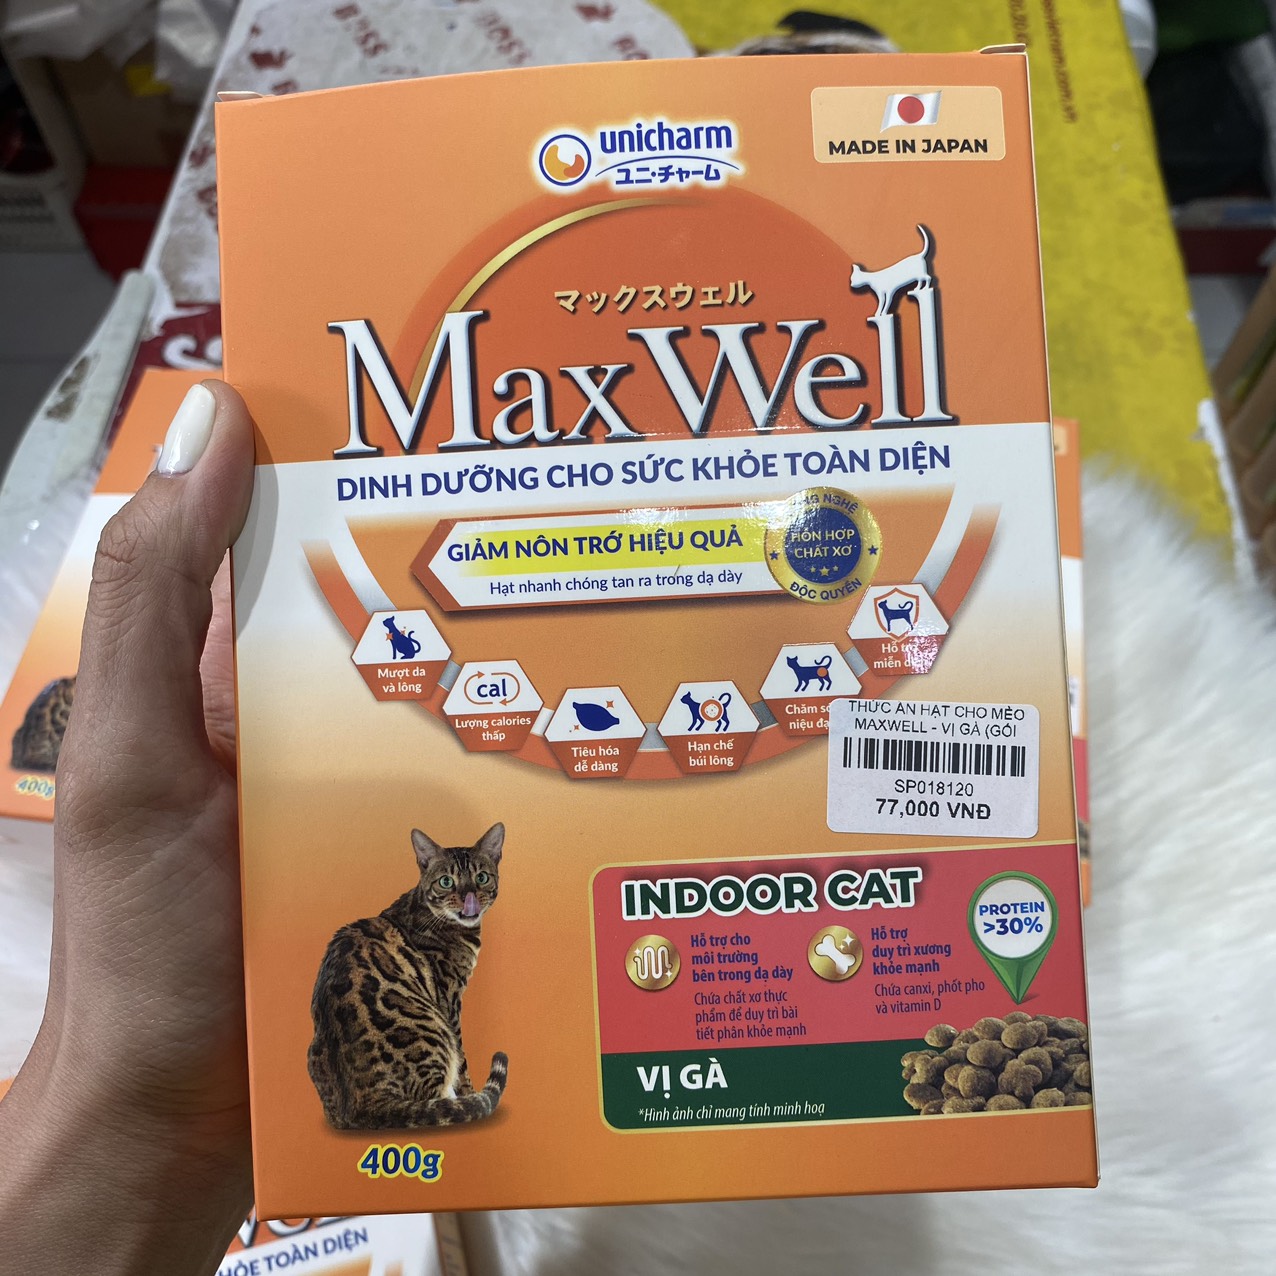 unicharm
ユニ・チャーム
MADE IN JAPAN
マックスウェル
MaxWell
DINH DƯỠNG CHO SỨC KHỎE TOÀN DIỆN
GIẢM NÔN TRỚ HIỆU QUẢ
Hạt nhanh chóng tan ra trong dạ dày
HỖN HỢP
CHẤT XƠ
ĐỘC QUYỀN
Mượt da
và lông
cal
Lượng calories
thấp
Tiêu hóa
dễ dàng
Hạn chế
búi lông
Chăm
niệu
Hỗ
miễn
THỨC ĂN HẠT CHO MÈO
MAXWELL - VỊ GÀ (GÓI
SP018120
77,000 VNĐ
INDOOR CAT
PROTEIN
>30%
Hỗ trợ cho
môi trường
bên trong dạ dày
Chứa chất xơ thực
phẩm để duy trì bài
tiết phân khỏe mạnh
Hỗ trợ
duy trì xương
khỏe mạnh
Chứa canxi, phốt pho
và vitamin D
VỊ GÀ
*Hình ảnh chỉ mang tính minh hoạ
400g
400g
KHỎE TOÀN DIỆN